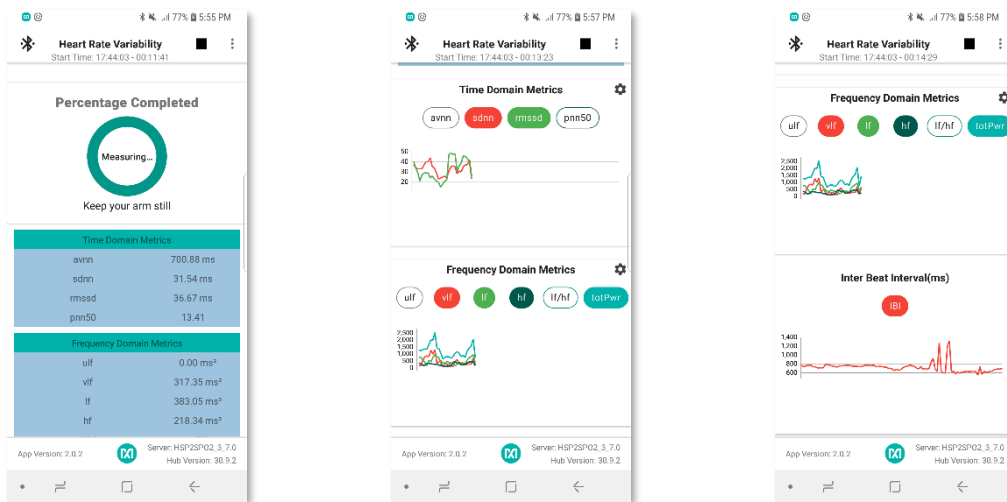 77% 5:55 PM
Heart Rate Variability
Start Time: 17:44:03 - 00:11:41
Percentage Completed
Measuring...
Keep your arm still
Time Domain Metrics
avnn 700.88 ms
sdnn 31.54 ms
rmssd 36.67 ms
pnn50 13.41
Frequency Domain Metrics
ulf 0.00 ms²
vlf 317.35 ms²
lf 383.05 ms²
hf 218.34 ms²
App Version: 2.0.2
Server: HSP2SPO2_3_7.0
Hub Version: 30.9.2
77% 5:57 PM
Heart Rate Variability
Start Time: 17:44:03 - 00:13:23
Time Domain Metrics
avnn sdnn rmssd pnn50
50
40
30
20
Frequency Domain Metrics
ulf vlf lf hf lf/hf totPwr
2,500
2,000
1,500
1,000
500
0
App Version: 2.0.2
Server: HSP2SPO2_3_7.0
Hub Version: 30.9.2
77% 5:58 PM
Heart Rate Variability
Start Time: 17:44:03 - 00:14:29
Frequency Domain Metrics
ulf vlf lf hf lf/hf totPwr
2,500
2,000
1,500
1,000
500
0
Inter Beat Interval(ms)
IBI
1,400
1,200
1,000
800
600
App Version: 2.0.2
Server: HSP2SPO2_3_7.0
Hub Version: 30.9.2